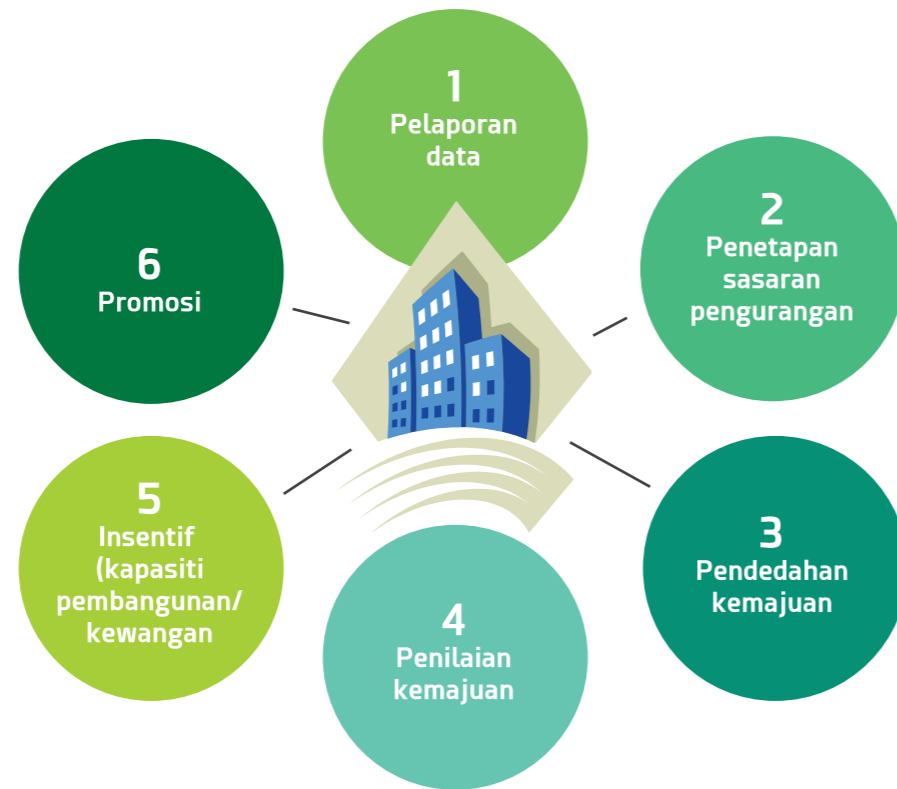 1
Pelaporan
data
2
Penetapan
sasaran
pengurangan
3
Pendedahan
kemajuan
4
Penilaian
kemajuan
5
Insentif
(kapasiti
pembangunan/
kewangan
6
Promosi